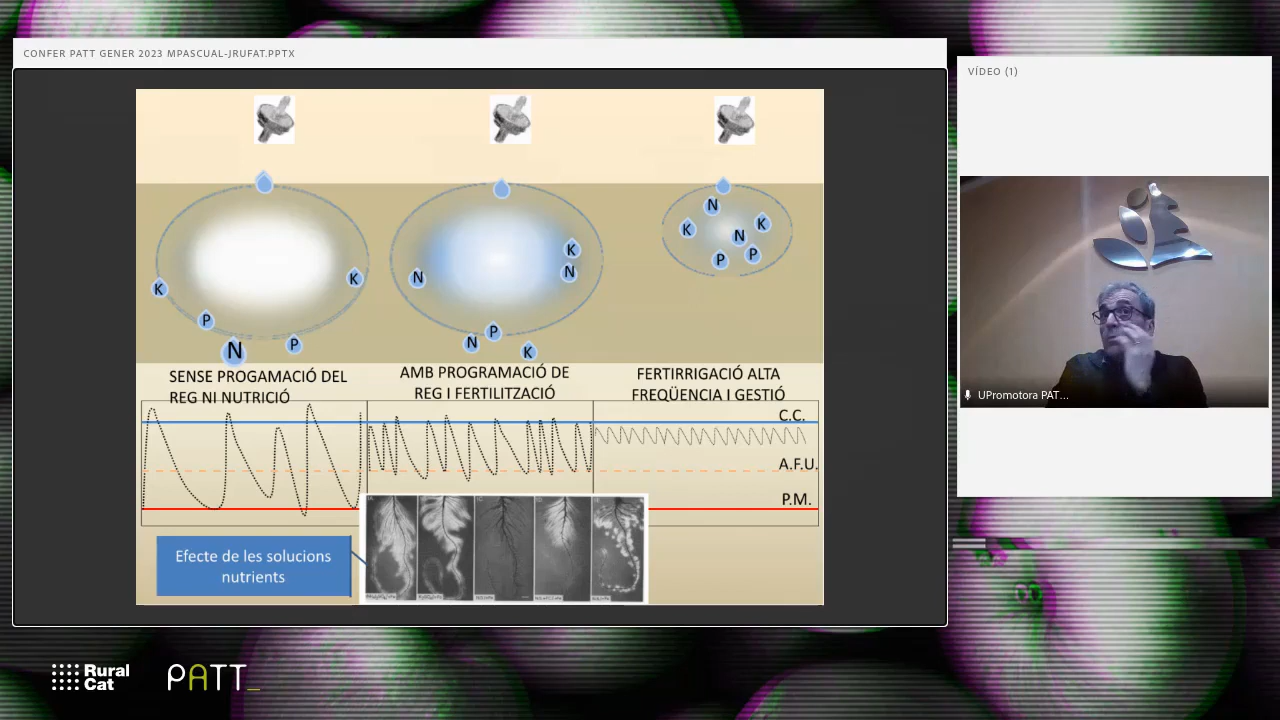 CONFER PATT GENER 2023 MPASCUAL-JRUFAT.PPTX
VÍDEO (1)
N
K
N
K
N
P
P
K
N
K
N
K
K
P
N
P
K
P
N
SENSE PROGAMACIÓ DEL
REG NI NUTRICIÓ
AMB PROGRAMACIÓ DE
REG I FERTILITZACIÓ
FERTIRRIGACIÓ ALTA
FREQÜENCIA I GESTIÓ
C.C.
A.F.U.
P.M.
Efecte de les solucions
nutrients
UPromotora PAT...
Rural
Cat
PATT_